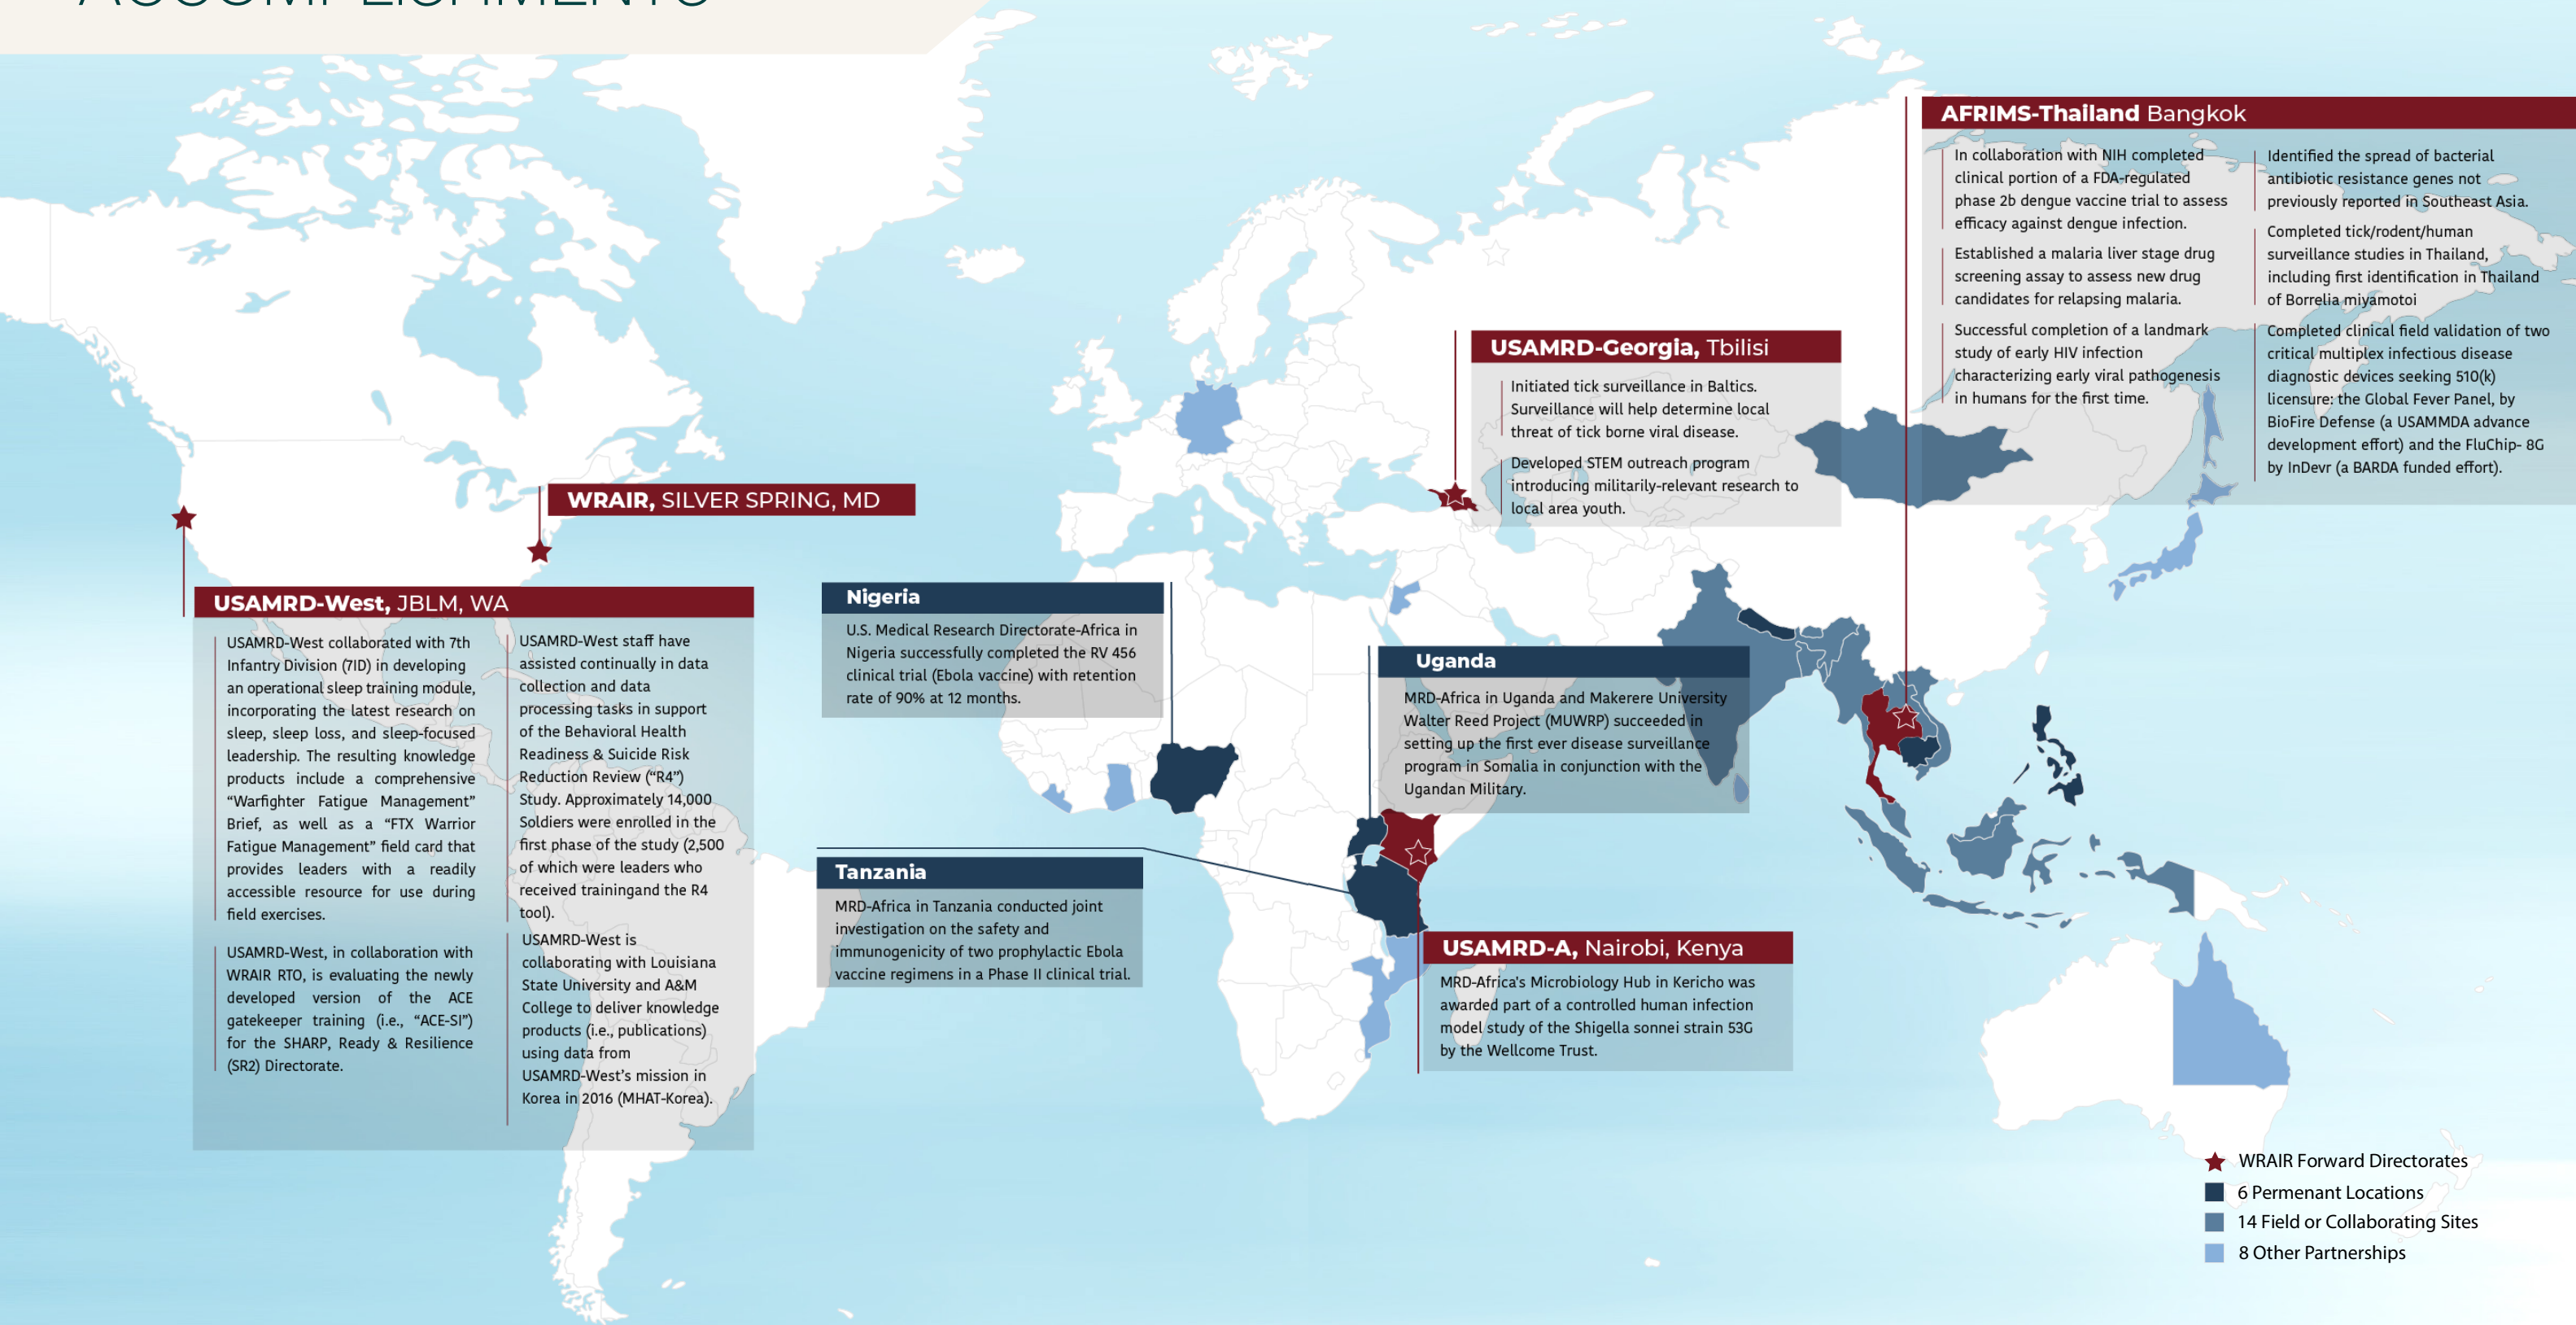 ACCOMPLISHMENTS
AFRIMS-Thailand Bangkok
In collaboration with NIH completed
clinical portion of a FDA-regulated
phase 2b dengue vaccine trial to assess
efficacy against dengue infection.
Established a malaria liver stage drug
screening assay to assess new drug
candidates for relapsing malaria.
Successful completion of a landmark
study of early HIV infection
characterizing early viral pathogenesis
in humans for the first time.
Identified the spread of bacterial
antibiotic resistance genes not
previously reported in Southeast Asia.
Completed tick/rodent/human
surveillance studies in Thailand,
including first identification in Thailand
of Borrelia miyamotoi
Completed clinical field validation of two
critical multiplex infectious disease
diagnostic devices seeking 510(k)
licensure: the Global Fever Panel, by
BioFire Defense (a USAMMDA advance
development effort) and the FluChip- 8G
by InDevr (a BARDA funded effort).
USAMRD-Georgia, Tbilisi
Initiated tick surveillance in Baltics.
Surveillance will help determine local
threat of tick borne viral disease.
Developed STEM outreach program
introducing militarily-relevant research to
local area youth.
WRAIR, SILVER SPRING, MD
USAMRD-West, JBLM, WA
USAMRD-West collaborated with 7th
Infantry Division (7ID) in developing
an operational sleep training module,
incorporating the latest research on
sleep, sleep loss, and sleep-focused
leadership. The resulting knowledge
products include a comprehensive
“Warfighter Fatigue Management”
Brief, as well as a “FTX Warrior
Fatigue Management” field card that
provides leaders with a readily
accessible resource for use during
field exercises.
USAMRD-West, in collaboration with
WRAIR RTO, is evaluating the newly
developed version of the ACE
gatekeeper training (i.e., “ACE-SI”)
for the SHARP, Ready & Resilience
(SR2) Directorate.
USAMRD-West staff have
assisted continually in data
collection and data
processing tasks in support
of the Behavioral Health
Readiness & Suicide Risk
Reduction Review (“R4”)
Study. Approximately 14,000
Soldiers were enrolled in the
first phase of the study (2,500
of which were leaders who
received trainingand the R4
tool).
USAMRD-West is
collaborating with Louisiana
State University and A&M
College to deliver knowledge
products (i.e., publications)
using data from
USAMRD-West’s mission in
Korea in 2016 (MHAT-Korea).
Nigeria
U.S. Medical Research Directorate-Africa in
Nigeria successfully completed the RV 456
clinical trial (Ebola vaccine) with retention
rate of 90% at 12 months.
Uganda
MRD-Africa in Uganda and Makerere University
Walter Reed Project (MUWRP) succeeded in
setting up the first ever disease surveillance
program in Somalia in conjunction with the
Ugandan Military.
Tanzania
MRD-Africa in Tanzania conducted joint
investigation on the safety and
immunogenicity of two prophylactic Ebola
vaccine regimens in a Phase II clinical trial.
USAMRD-A, Nairobi, Kenya
MRD-Africa's Microbiology Hub in Kericho was
awarded part of a controlled human infection
model study of the Shigella sonnei strain 53G
by the Wellcome Trust.
WRAIR Forward Directorates
6 Permenant Locations
14 Field or Collaborating Sites
8 Other Partnerships